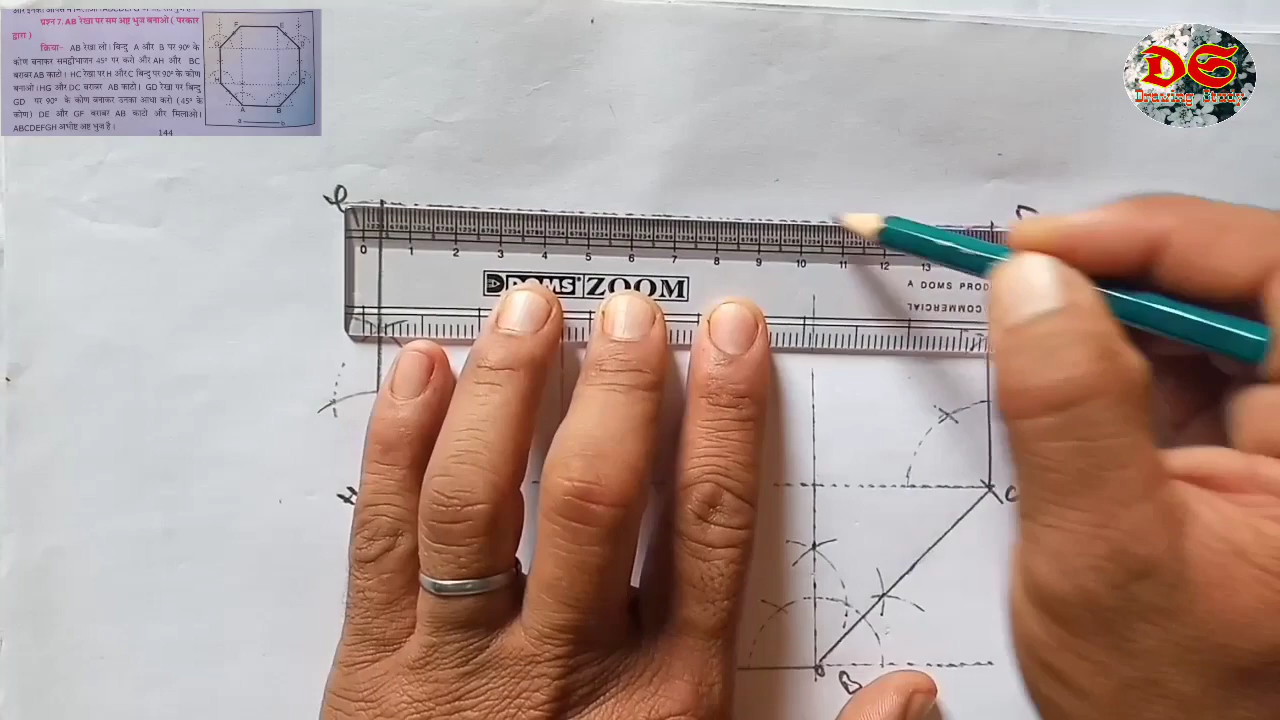 प्रश्न 7. AB रेखा पर सम अष्ट भुज बनाओ ( परकार
द्वारा )
क्रिया- AB रेखा लो। बिन्दु A और B पर 90° के
कोण बनाकर समद्विभाजन 45° पर करो और AH और BC
बराबर AB काटो। HC रेखा पर H और C बिन्दु पर 90° के कोण
बनाओ।HG और DC बराबर AB काटो। GD रेखा पर बिन्दु
GD पर 90° के कोण बनाकर उनका आधा करो (45° के
कोण) DE और GF बराबर AB काटो और मिलाओ।
ABCDEFGH अभीष्ट अष्ट भुज है।
144
F E
A B
DS
Drawing Study
0 1 2 3 4 5 6 7 8 9 10 11 12 13
DOMS ZOOM
A DOMS PROD
COMMERCIAL
H
C
B